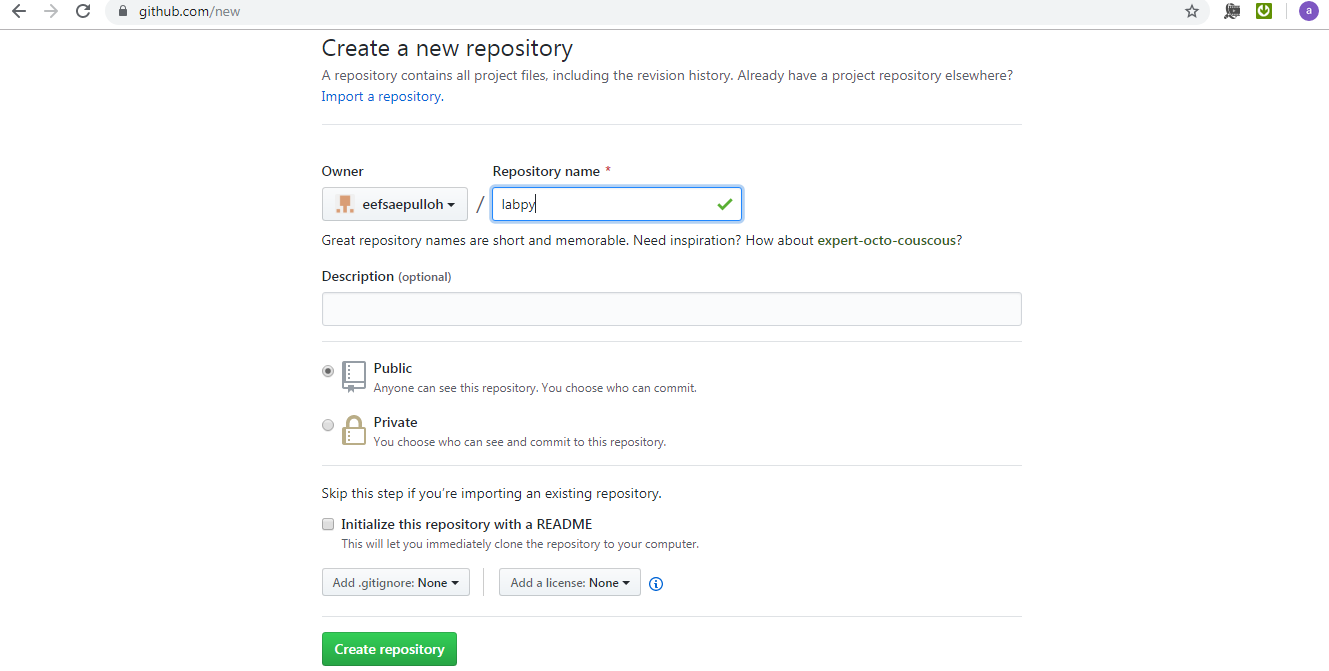 github.com/new
a
Create a new repository
A repository contains all project files, including the revision history. Already have a project repository elsewhere?
Import a repository.
Owner
Repository name *
eefsaepulloh
/
labpy
Great repository names are short and memorable. Need inspiration? How about expert-octo-couscous?
Description (optional)
Public
Anyone can see this repository. You choose who can commit.
Private
You choose who can see and commit to this repository.
Skip this step if you're importing an existing repository.
Initialize this repository with a README
This will let you immediately clone the repository to your computer.
Add .gitignore: None
Add a license: None
Create repository